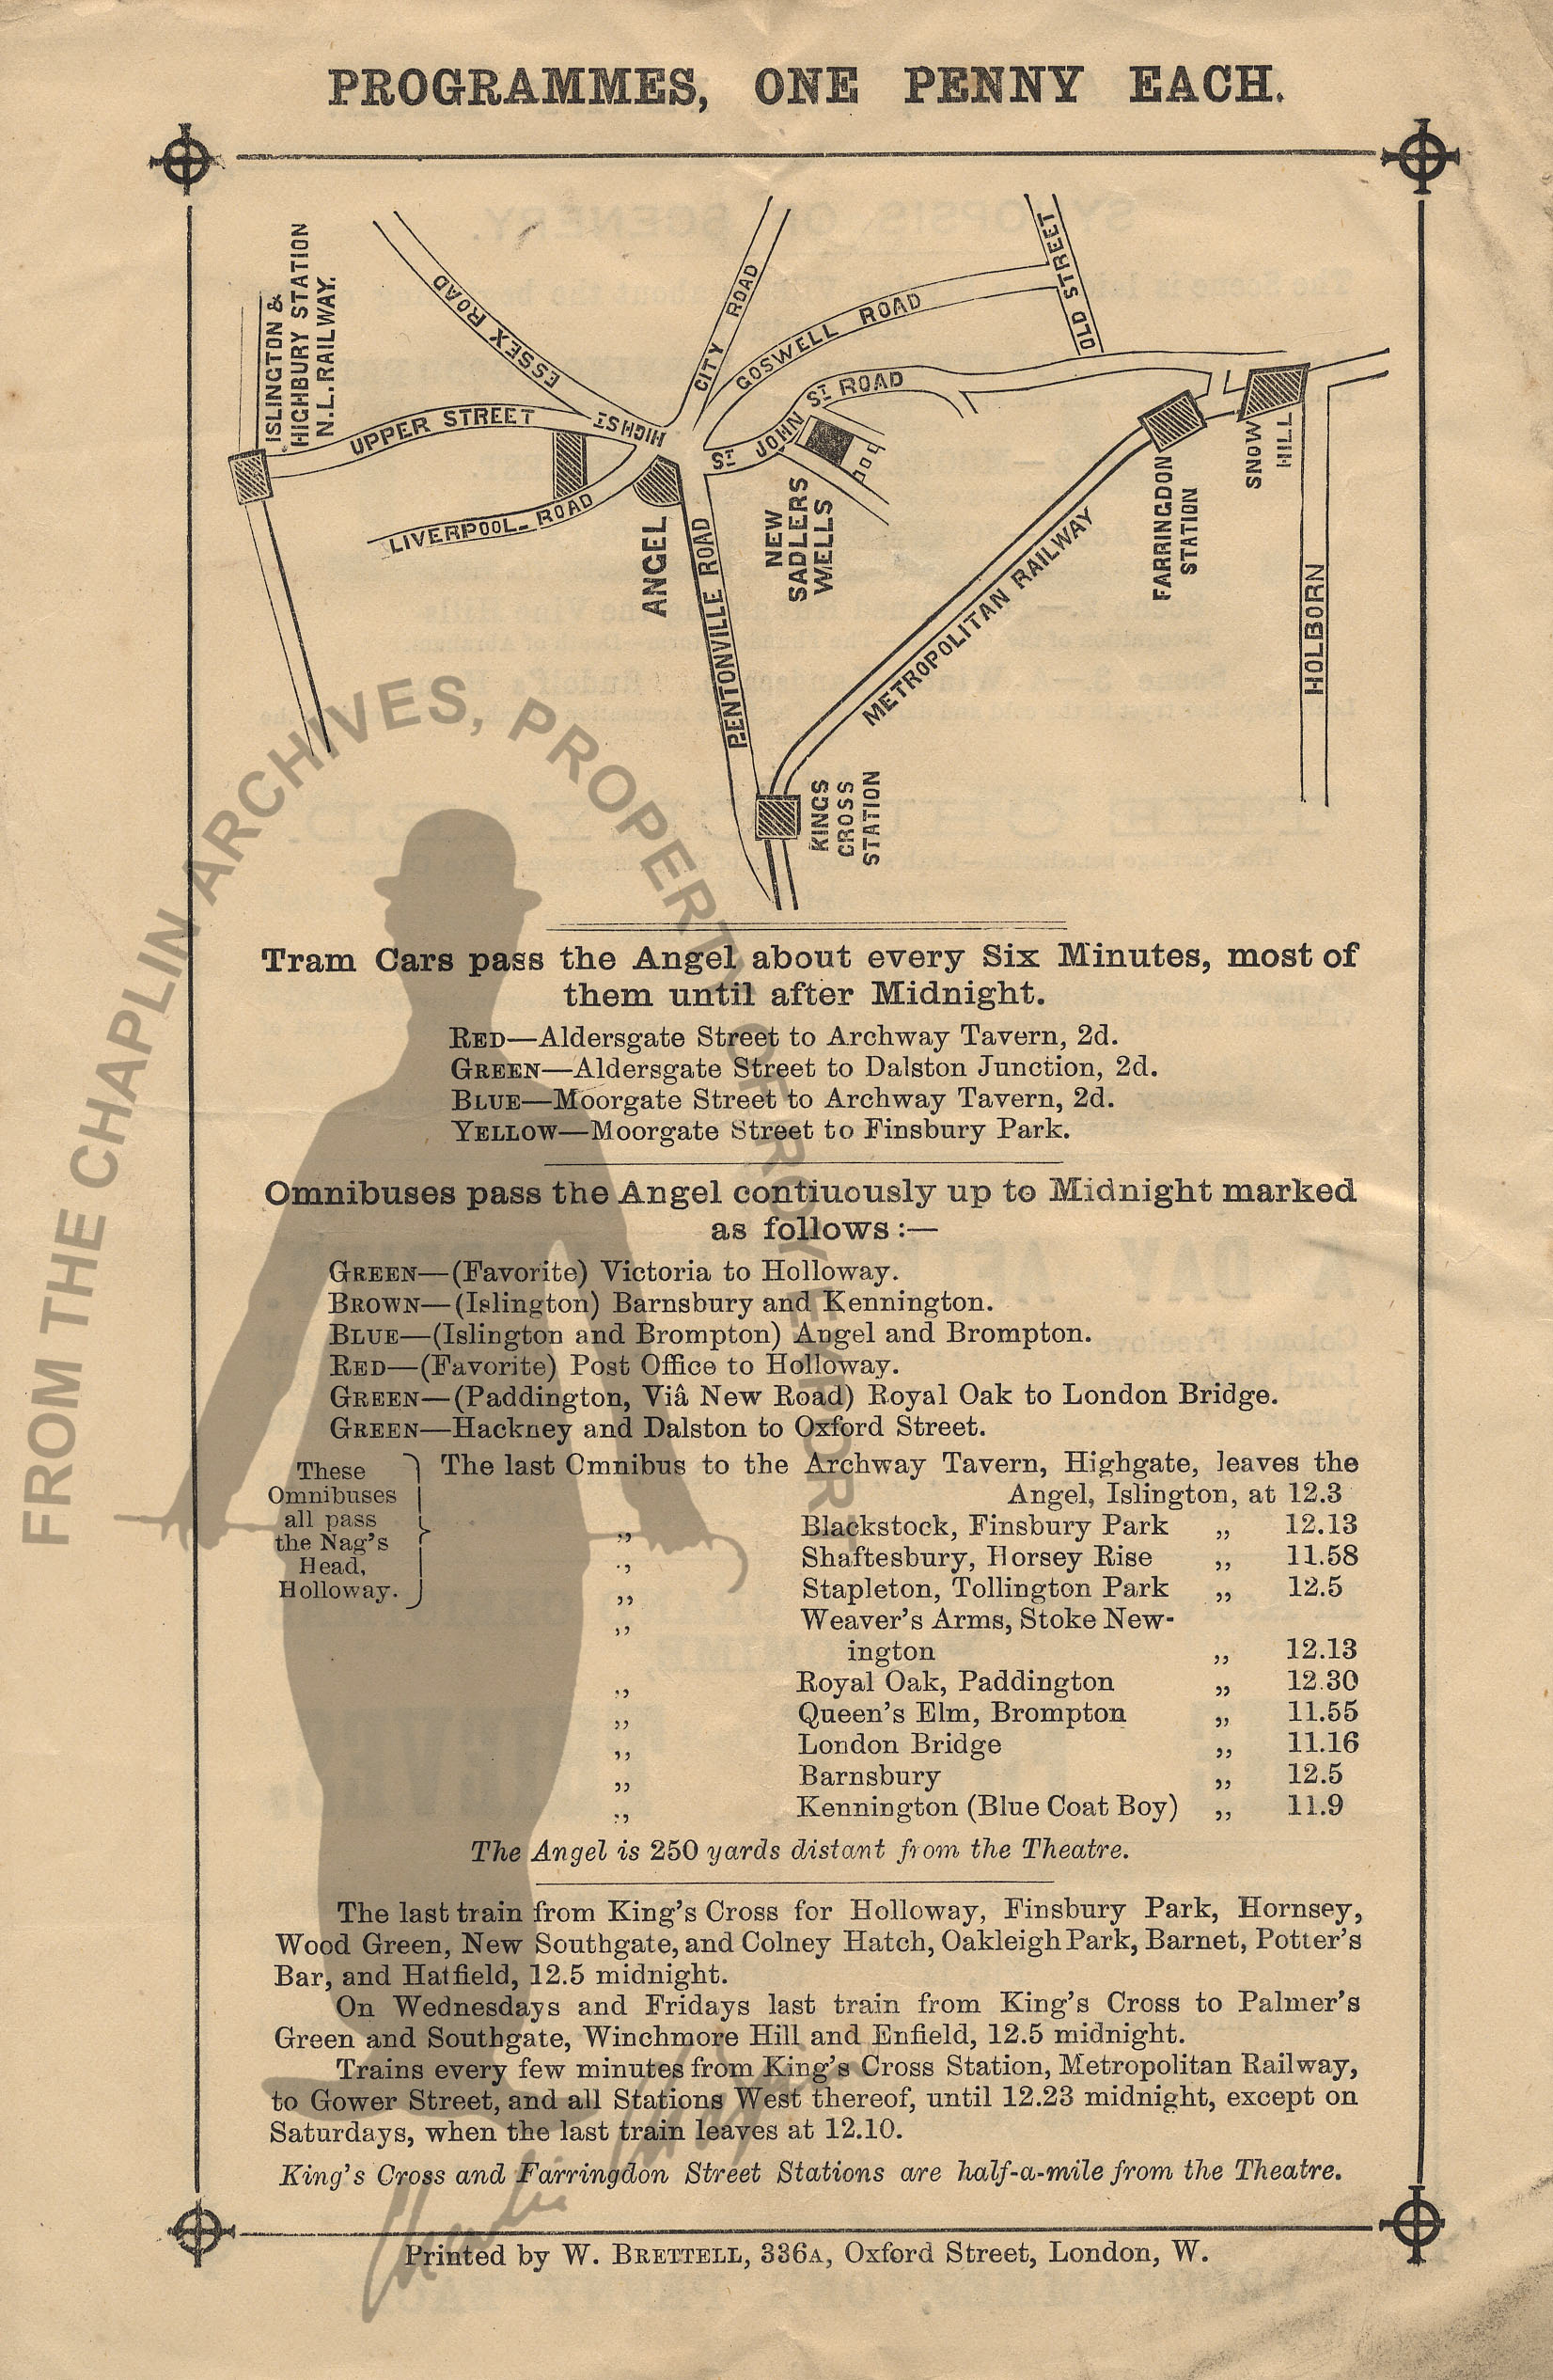 PROGRAMMES, ONE PENNY EACH.
ISLINGTON &
HIGHBURY STATION
N.L. RAILWAY.
UPPER STREET
ESSEX ROAD
HIGH ST
CITY ROAD
GOSWELL ROAD
OLD STREET
ST JOHN ST ROAD
LIVERPOOL ROAD
ANGEL
PENTONVILLE ROAD
NEW
SADLERS
WELLS
METROPOLITAN RAILWAY
FARRINGDON
STATION
SNOW
HILL
HOLBORN
KINGS
CROSS
STATION
Tram Cars pass the Angel about every Six Minutes, most of
them until after Midnight.
RED—Aldersgate Street to Archway Tavern, 2d.
GREEN—Aldersgate Street to Dalston Junction, 2d.
BLUE—Moorgate Street to Archway Tavern, 2d.
YELLOW—Moorgate Street to Finsbury Park.
Omnibuses pass the Angel contiuously up to Midnight marked
as follows:—
GREEN—(Favorite) Victoria to Holloway.
BROWN—(Islington) Barnsbury and Kennington.
BLUE—(Islington and Brompton) Angel and Brompton.
RED—(Favorite) Post Office to Holloway.
GREEN—(Paddington, Viâ New Road) Royal Oak to London Bridge.
GREEN—Hackney and Dalston to Oxford Street.
These
Omnibuses
all pass
the Nag's
Head,
Holloway.
The last Omnibus to the Archway Tavern, Highgate, leaves the
Angel, Islington, at 12.3
,, Blackstock, Finsbury Park ,, 12.13
,, Shaftesbury, Horsey Rise ,, 11.58
,, Stapleton, Tollington Park ,, 12.5
,, Weaver's Arms, Stoke New-
ington ,, 12.13
,, Royal Oak, Paddington ,, 12.30
,, Queen's Elm, Brompton ,, 11.55
,, London Bridge ,, 11.16
,, Barnsbury ,, 12.5
,, Kennington (Blue Coat Boy) ,, 11.9
The Angel is 250 yards distant from the Theatre.
The last train from King's Cross for Holloway, Finsbury Park, Hornsey,
Wood Green, New Southgate, and Colney Hatch, Oakleigh Park, Barnet, Potter's
Bar, and Hatfield, 12.5 midnight.
On Wednesdays and Fridays last train from King's Cross to Palmer's
Green and Southgate, Winchmore Hill and Enfield, 12.5 midnight.
Trains every few minutes from King's Cross Station, Metropolitan Railway,
to Gower Street, and all Stations West thereof, until 12.23 midnight, except on
Saturdays, when the last train leaves at 12.10.
King's Cross and Farringdon Street Stations are half-a-mile from the Theatre.
Printed by W. BRETTELL, 336A, Oxford Street, London, W.
FROM THE CHAPLIN ARCHIVES, PROPERTY OF ROY EXPORT
Charlie Chaplin